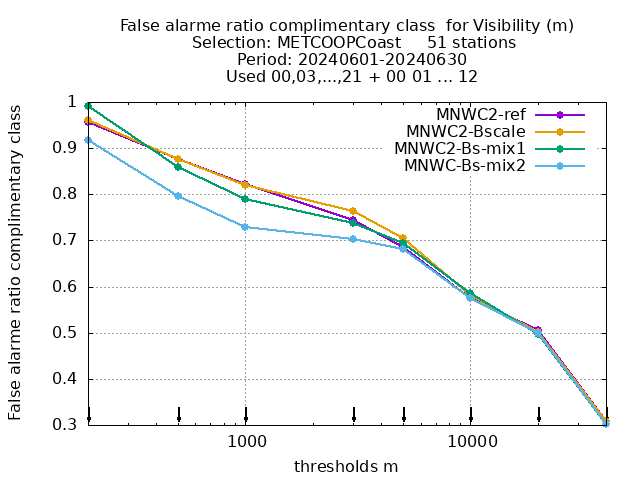 False alarme ratio complimentary class  for Visibility (m)
Selection: METCOOPCoast     51 stations
Period: 20240601-20240630
Used 00,03,...,21 + 00 01 ... 12
False alarme ratio complimentary class
1
0.9
0.8
0.7
0.6
0.5
0.4
0.3
MNWC2-ref
MNWC2-Bscale
MNWC2-Bs-mix1
MNWC-Bs-mix2
1000
10000
thresholds m